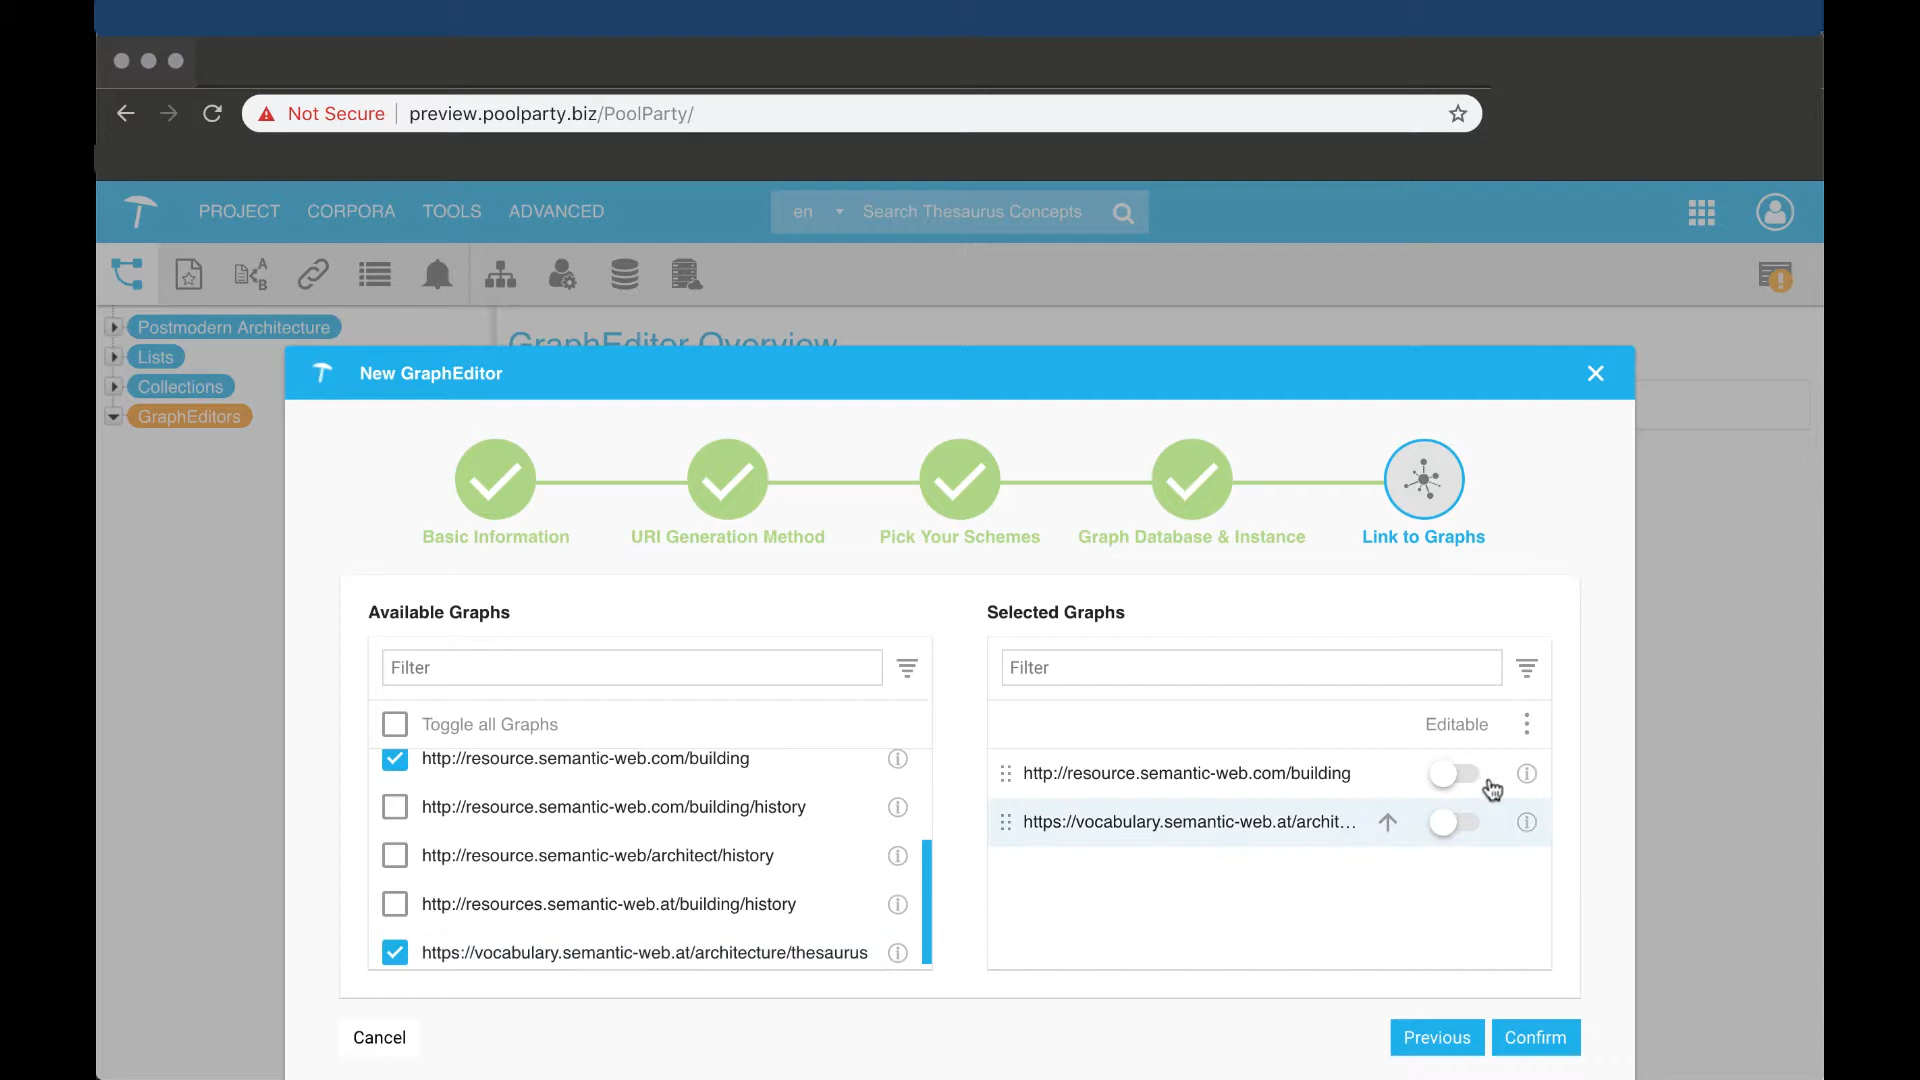 Not Secure preview.poolparty.biz/PoolParty/
PROJECT CORPORA TOOLS ADVANCED en Search Thesaurus Concepts
Postmodern Architecture
Lists
Collections
GraphEditors
GraphEditor Overview
New GraphEditor
Basic Information URI Generation Method Pick Your Schemes Graph Database & Instance Link to Graphs
Available Graphs
Filter
Toggle all Graphs
http://resource.semantic-web.com/building
http://resource.semantic-web.com/building/history
http://resource.semantic-web/architect/history
http://resources.semantic-web.at/building/history
https://vocabulary.semantic-web.at/architecture/thesaurus
Selected Graphs
Filter
Editable
http://resource.semantic-web.com/building
https://vocabulary.semantic-web.at/archit...
Cancel Previous Confirm